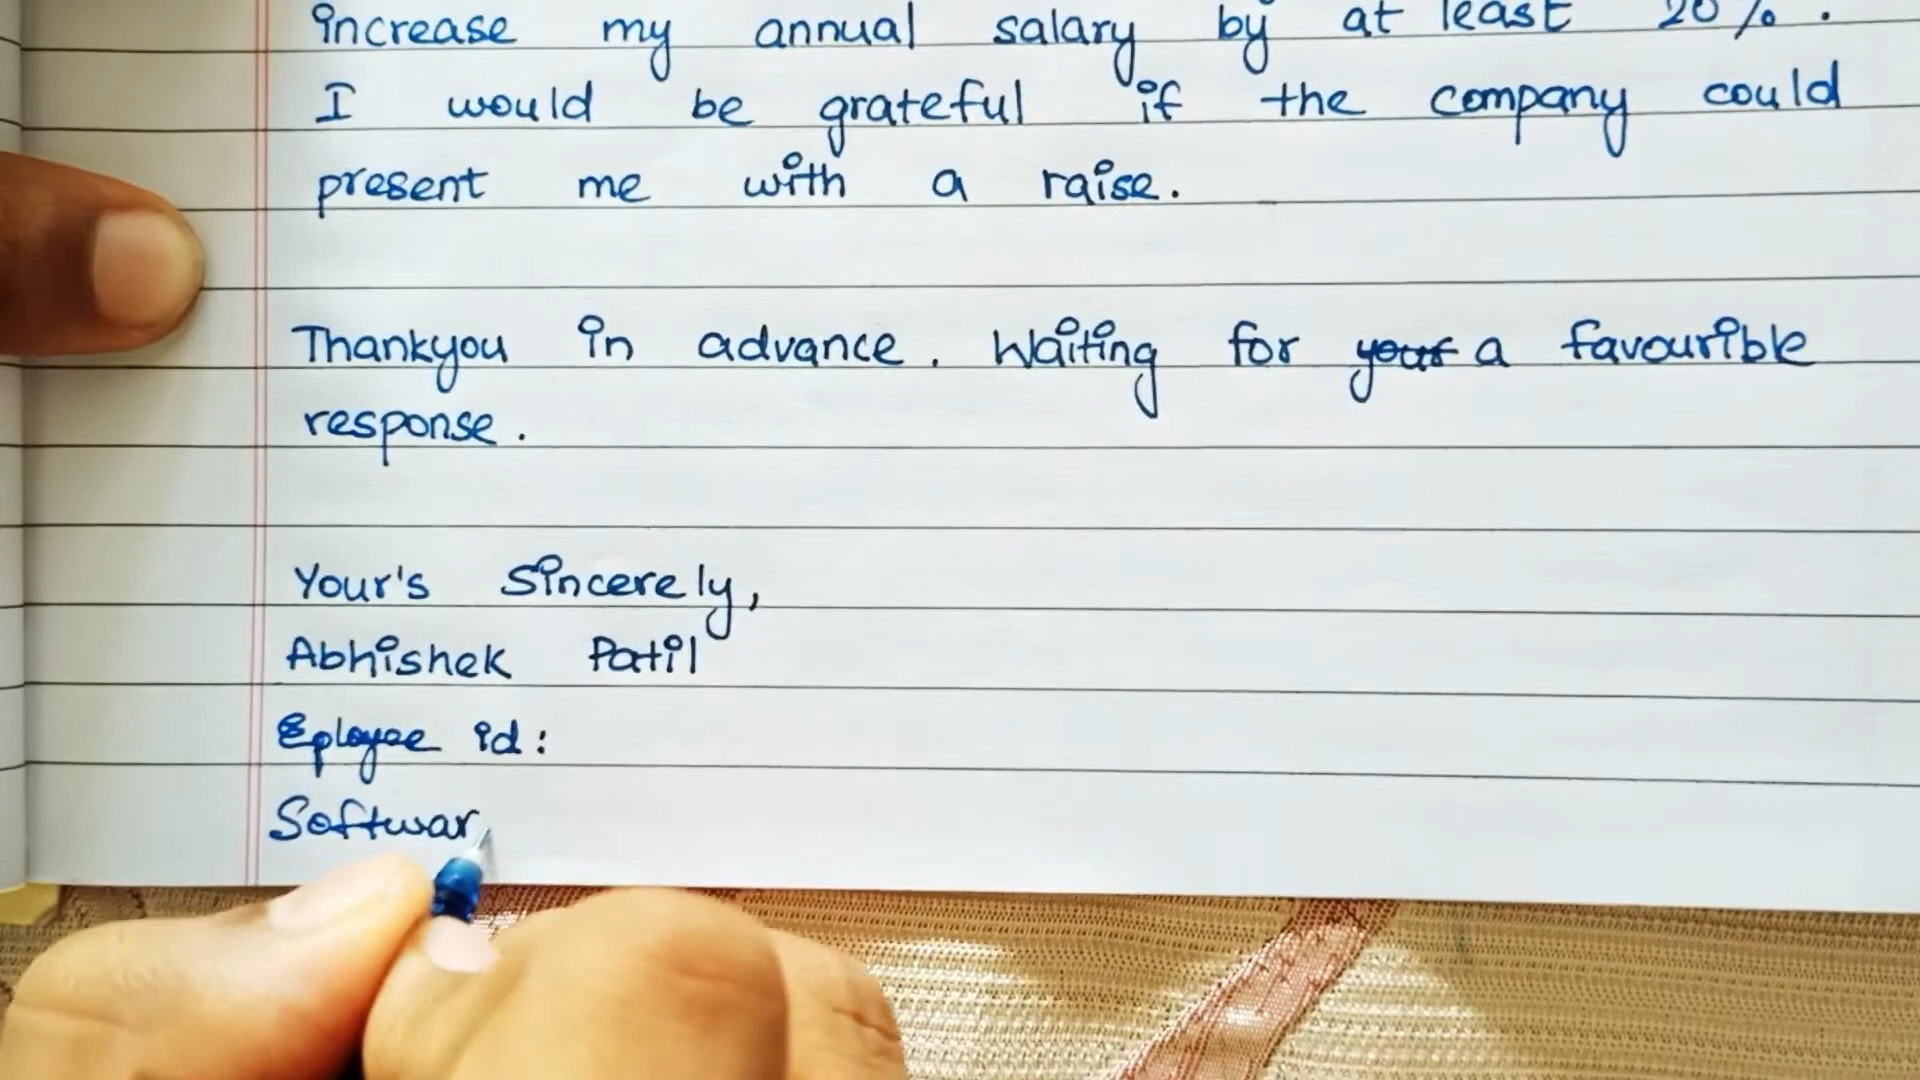 increase my annual salary by at least 20%.
I would be grateful if the company could
present me with a raise.
Thankyou in advance. Waiting for your a favourible
response.
Your's Sincerely,
Abhishek Patil
Eployee id:
Softwar